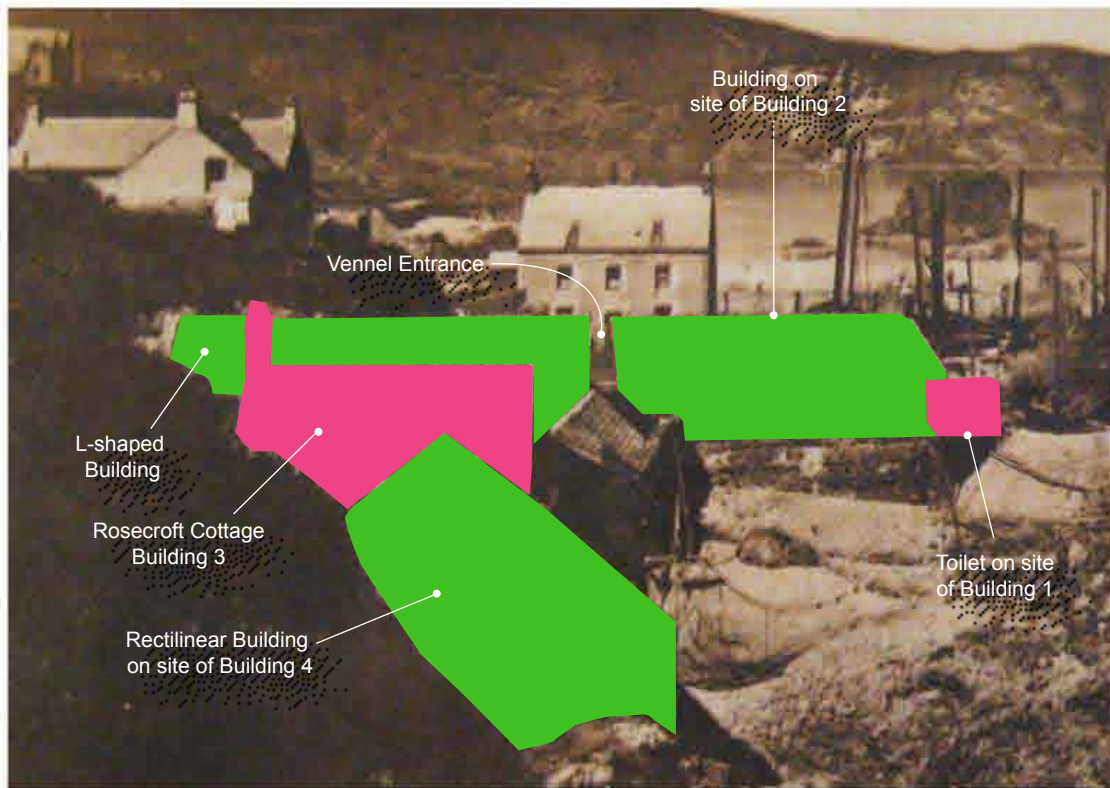 Building on
site of Building 2
Vennel Entrance
L-shaped
Building
Rosecroft Cottage
Building 3
Toilet on site
of Building 1
Rectilinear Building
on site of Building 4